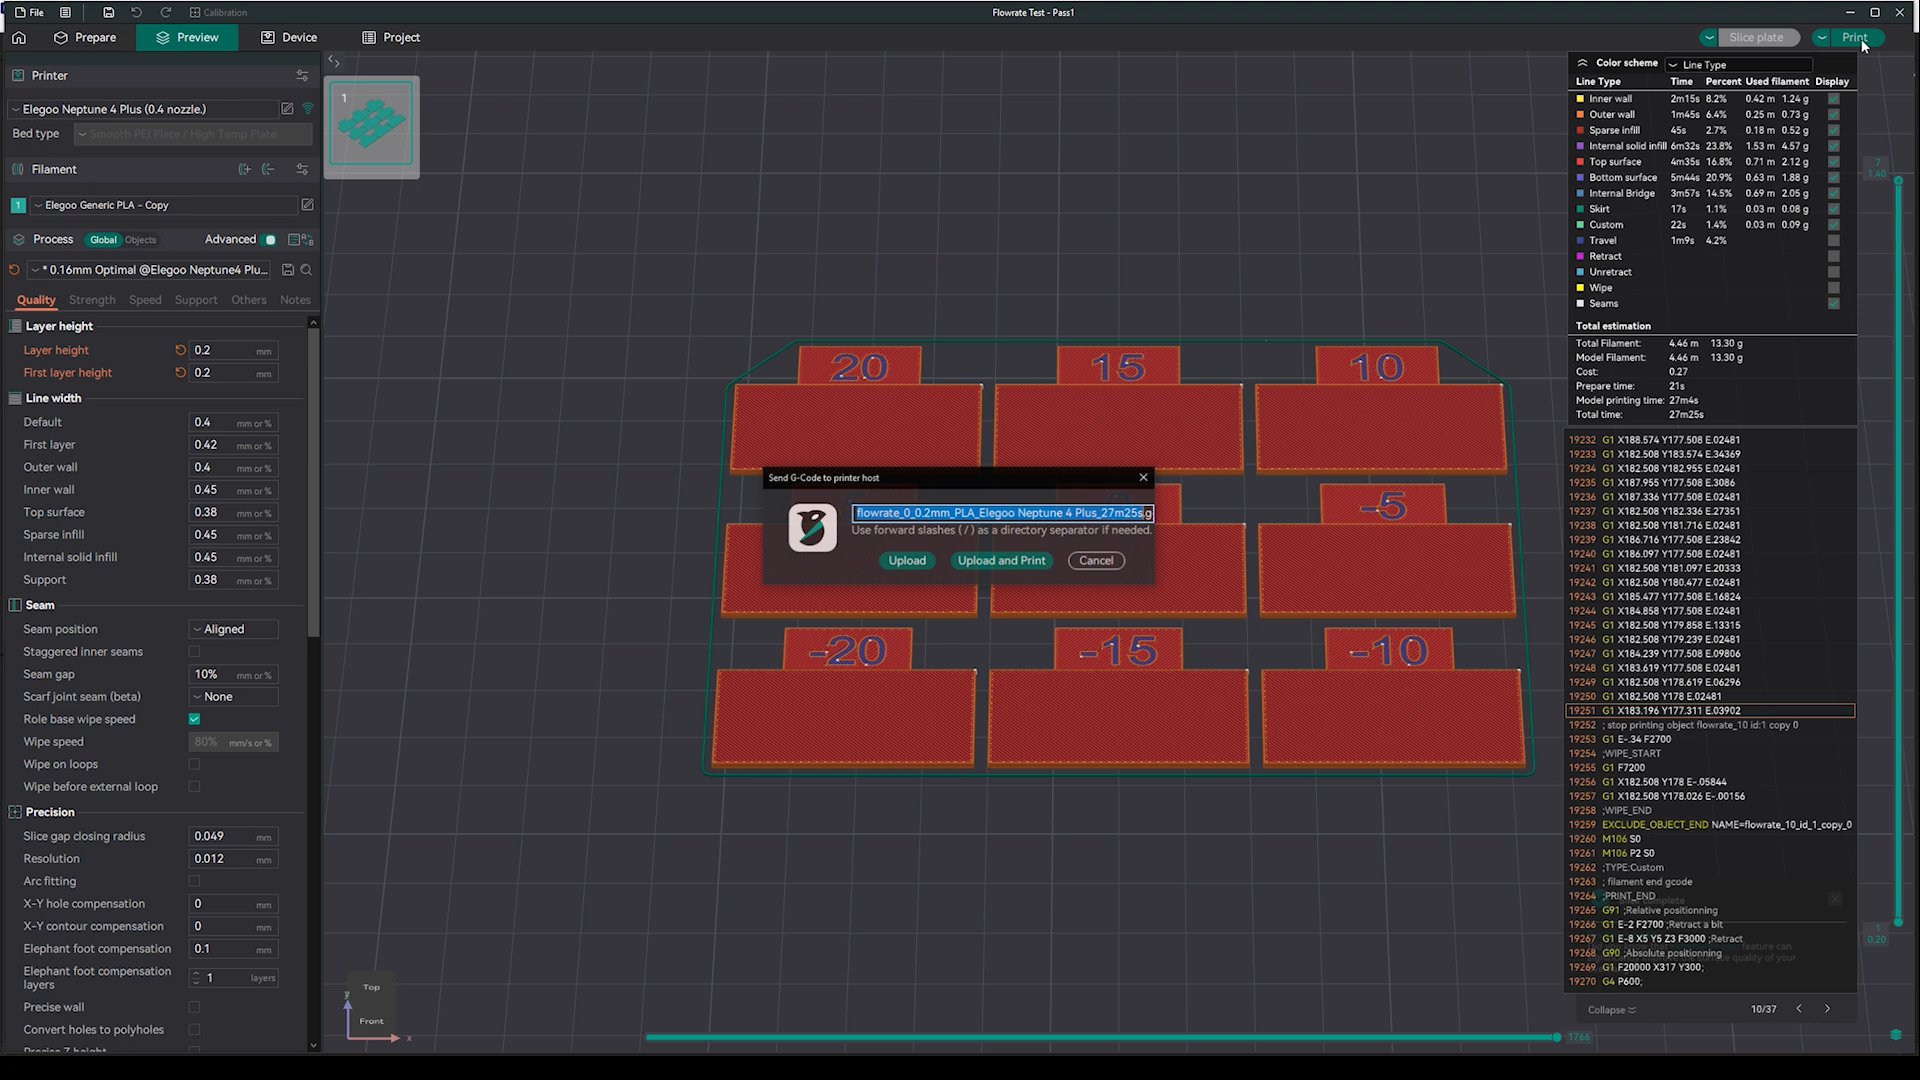 File
Calibration
Flowrate Test - Pass1
Prepare
Preview
Device
Project
Slice plate
Print
Printer
Elegoo Neptune 4 Plus (0.4 nozzle.)
Bed type
Smooth PEI Plate / High Temp Plate
Filament
1
Elegoo Generic PLA - Copy
Process
Global
Objects
Advanced
* 0.16mm Optimal @Elegoo Neptune4 Plu...
Quality
Strength
Speed
Support
Others
Notes
Layer height
Layer height 0.2 mm
First layer height 0.2 mm
Line width
Default 0.4 mm or %
First layer 0.42 mm or %
Outer wall 0.4 mm or %
Inner wall 0.45 mm or %
Top surface 0.38 mm or %
Sparse infill 0.45 mm or %
Internal solid infill 0.45 mm or %
Support 0.38 mm or %
Seam
Seam position Aligned
Staggered inner seams
Seam gap 10% mm or %
Scarf joint seam (beta) None
Role base wipe speed
Wipe speed 80% mm/s or %
Wipe on loops
Wipe before external loop
Precision
Slice gap closing radius 0.049 mm
Resolution 0.012 mm
Arc fitting
X-Y hole compensation 0 mm
X-Y contour compensation 0 mm
Elephant foot compensation 0.1 mm
Elephant foot compensation
layers
1 layers
Precise wall
Convert holes to polyholes
Precise Z height
1
20
15
10
-5
-20
-15
-10
Send G-Code to printer host
flowrate_0_0.2mm_PLA_Elegoo Neptune 4 Plus_27m25s.g
Use forward slashes ( / ) as a directory separator if needed.
Upload
Upload and Print
Cancel
Top
Front
x
1766
Color scheme
Line Type
Line Type Time Percent Used filament Display
Inner wall 2m15s 8.2% 0.42 m 1.24 g
Outer wall 1m45s 6.4% 0.25 m 0.73 g
Sparse infill 45s 2.7% 0.18 m 0.52 g
Internal solid infill 6m32s 23.8% 1.53 m 4.57 g
Top surface 4m35s 16.8% 0.71 m 2.12 g
Bottom surface 5m44s 20.9% 0.63 m 1.88 g
Internal Bridge 3m57s 14.5% 0.69 m 2.05 g
Skirt 17s 1.1% 0.03 m 0.08 g
Custom 22s 1.4% 0.03 m 0.09 g
Travel 1m9s 4.2%
Retract
Unretract
Wipe
Seams
Total estimation
Total Filament: 4.46 m 13.30 g
Model Filament: 4.46 m 13.30 g
Cost: 0.27
Prepare time: 21s
Model printing time: 27m4s
Total time: 27m25s
7
1.40
19232 G1 X188.574 Y177.508 E.02481
19233 G1 X182.508 Y183.574 E.34369
19234 G1 X182.508 Y182.955 E.02481
19235 G1 X187.955 Y177.508 E.3086
19236 G1 X187.336 Y177.508 E.02481
19237 G1 X182.508 Y182.336 E.27351
19238 G1 X182.508 Y181.716 E.02481
19239 G1 X186.716 Y177.508 E.23842
19240 G1 X186.097 Y177.508 E.02481
19241 G1 X182.508 Y181.097 E.20333
19242 G1 X182.508 Y180.477 E.02481
19243 G1 X185.477 Y177.508 E.16824
19244 G1 X184.858 Y177.508 E.02481
19245 G1 X182.508 Y179.858 E.13315
19246 G1 X182.508 Y179.239 E.02481
19247 G1 X184.239 Y177.508 E.09806
19248 G1 X183.619 Y177.508 E.02481
19249 G1 X182.508 Y178.619 E.06296
19250 G1 X182.508 Y178 E.02481
19251 G1 X183.196 Y177.311 E.03902
19252 ; stop printing object flowrate_10 id:1 copy 0
19253 G1 E-.34 F2700
19254 ;WIPE_START
19255 G1 F7200
19256 G1 X182.508 Y178 E-.05844
19257 G1 X182.508 Y178.026 E-.00156
19258 ;WIPE_END
19259 EXCLUDE_OBJECT_END NAME=flowrate_10_id_1_copy_0
19260 M106 S0
19261 M106 P2 S0
19262 ;TYPE:Custom
19263 ; filament end gcode
19264 ;PRINT_END
19265 G91 ;Relative positionning
19266 G1 E-2 F2700 ;Retract a bit
19267 G1 E-8 X5 Y5 Z3 F3000 ;Retract
19268 G90 ;Absolute positionning
19269 G1 F20000 X317 Y300;
19270 G4 P600;
1
0.20
Collapse
10/37